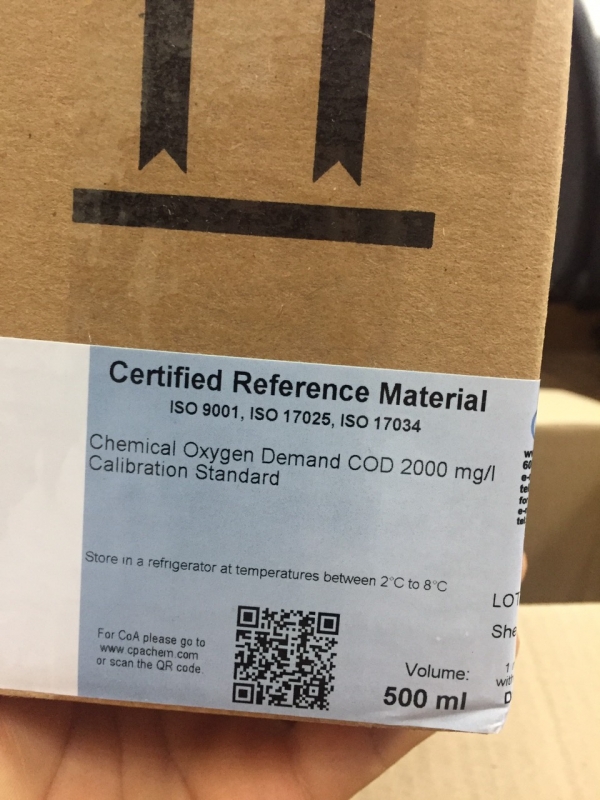 Certified Reference Material
ISO 9001, ISO 17025, ISO 17034
Chemical Oxygen Demand COD 2000 mg/l
Calibration Standard
Store in a refrigerator at temperatures between 2°C to 8°C
For CoA please go to
www.cpachem.com
or scan the QR code.
Volume:
500 ml
LOT
She